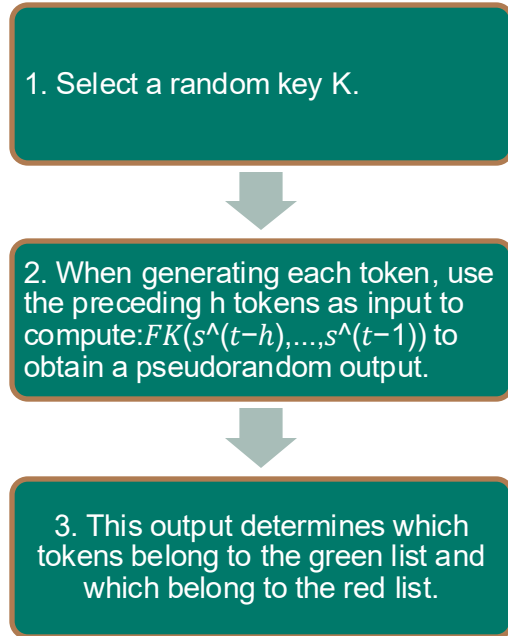 1. Select a random key K.
2. When generating each token, use
the preceding h tokens as input to
compute:FK(s^(t−h),...,s^(t−1)) to
obtain a pseudorandom output.
3. This output determines which
tokens belong to the green list and
which belong to the red list.